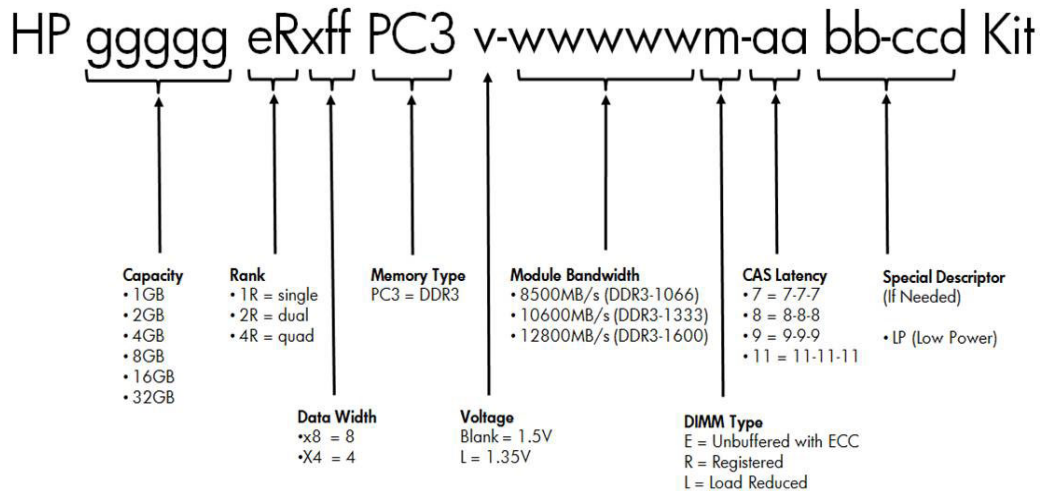 HP ggggg eRxff PC3 v-wwwwwm-aa bb-ccd Kit
Capacity
• 1GB
• 2GB
• 4GB
• 8GB
• 16GB
• 32GB
Rank
• 1R = single
• 2R = dual
• 4R = quad
Memory Type
PC3 = DDR3
Module Bandwidth
• 8500MB/s (DDR3-1066)
• 10600MB/s (DDR3-1333)
• 12800MB/s (DDR3-1600)
CAS Latency
• 7 = 7-7-7
• 8 = 8-8-8
• 9 = 9-9-9
• 11 = 11-11-11
Special Descriptor
(If Needed)
• LP (Low Power)
Data Width
•x8 = 8
•X4 = 4
Voltage
Blank = 1.5V
L = 1.35V
DIMM Type
E = Unbuffered with ECC
R = Registered
L = Load Reduced